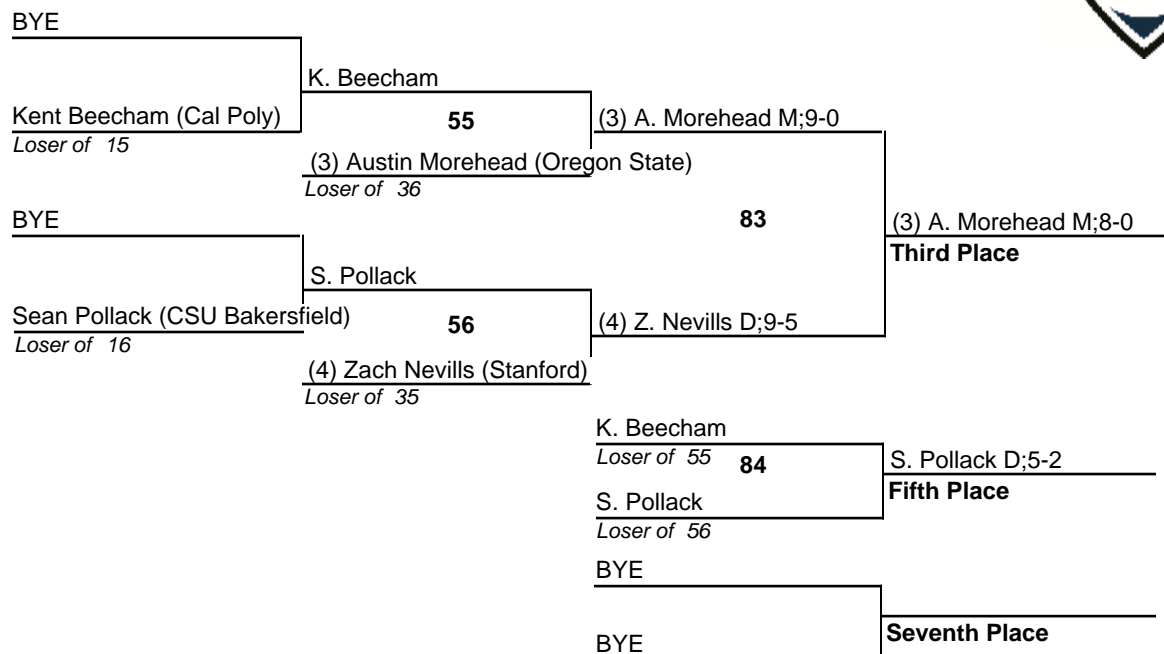 BYE
K. Beecham
Kent Beecham (Cal Poly)
55
(3) A. Morehead M;9-0
Loser of 15
(3) Austin Morehead (Oregon State)
Loser of 36
BYE
83
(3) A. Morehead M;8-0
Third Place
S. Pollack
Sean Pollack (CSU Bakersfield)
56
(4) Z. Nevills D;9-5
Loser of 16
(4) Zach Nevills (Stanford)
Loser of 35
K. Beecham
Loser of 55
84
S. Pollack D;5-2
Fifth Place
S. Pollack
Loser of 56
BYE
Seventh Place
BYE